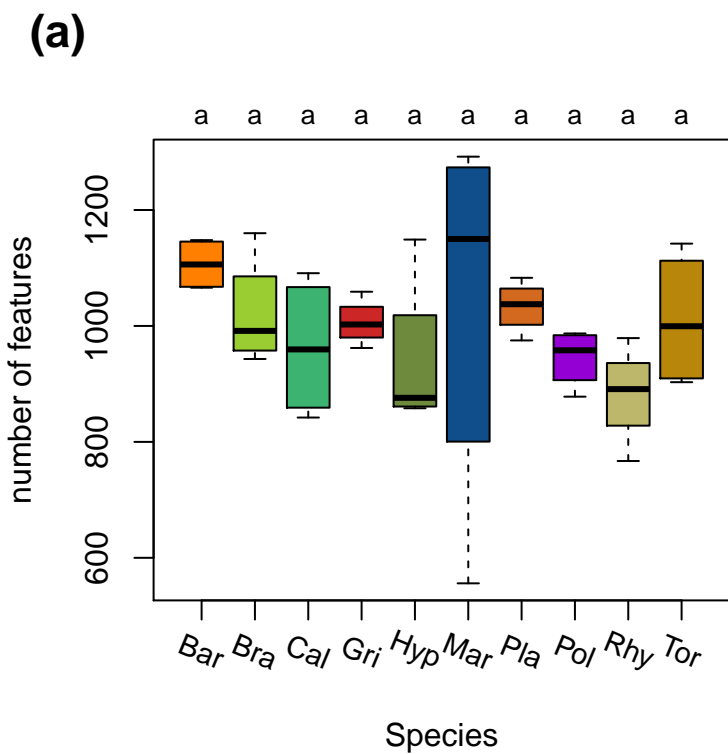 (a)
a a a a a a a a a a
number of features
1200
1000
800
600
Bar Bra Cal Gri Hyp Mar Pla Pol Rhy Tor
Species